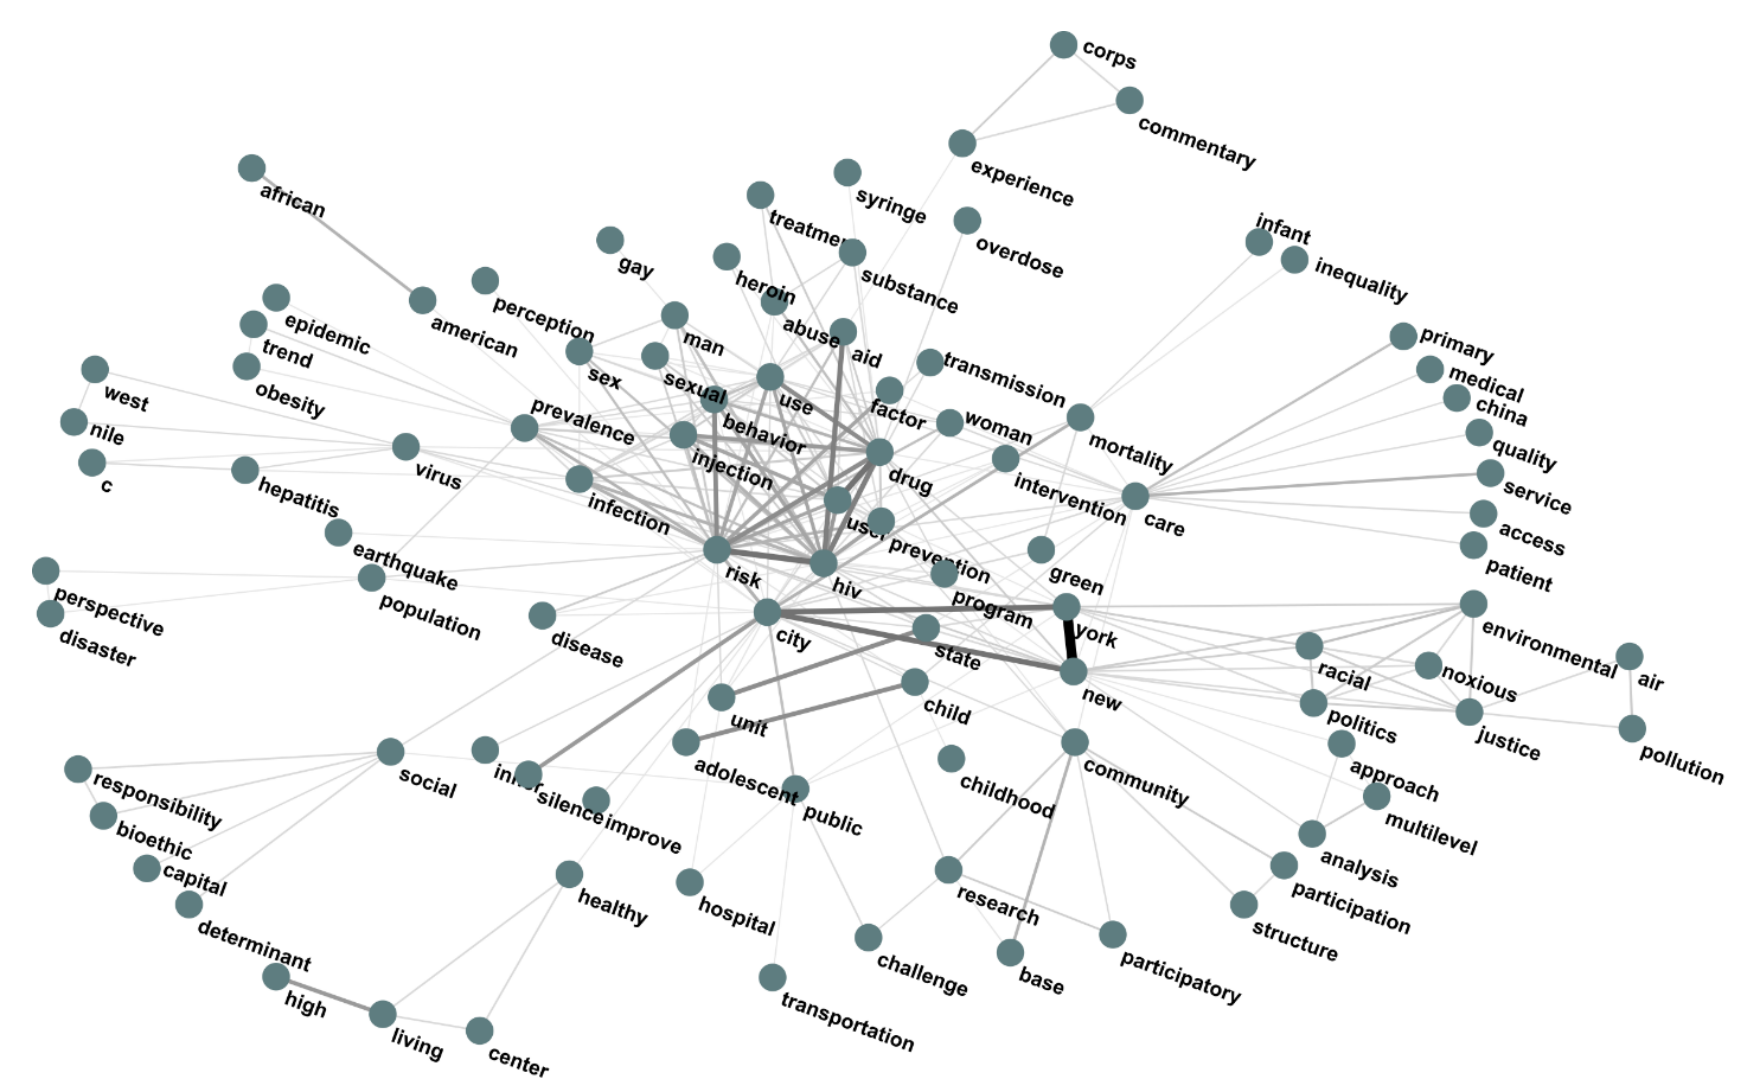 corps
commentary
experience
african
syringe
treatmer
substance
overdose
infant
inequality
gay
heroin
abuse
perception
american
epidemic
trend
obesity
man
aid
sex
sexual
use
factor
transmission
primary
medical
china
quality
service
access
patient
west
nile
c
prevalence
behavior
woman
mortality
virus
hepatitis
injection
drug
intervention
care
infection
user
prevention
earthquake
risk
hiv
green
population
perspective
disaster
program
york
disease
city
state
environmental
racial
noxious
air
new
unit
child
politics
justice
pollution
adolescent
approach
social
inner
silence
improve
public
childhood
community
multilevel
responsibility
bioethic
capital
determinant
analysis
participation
structure
healthy
hospital
research
challenge
base
participatory
high
living
center
transportation